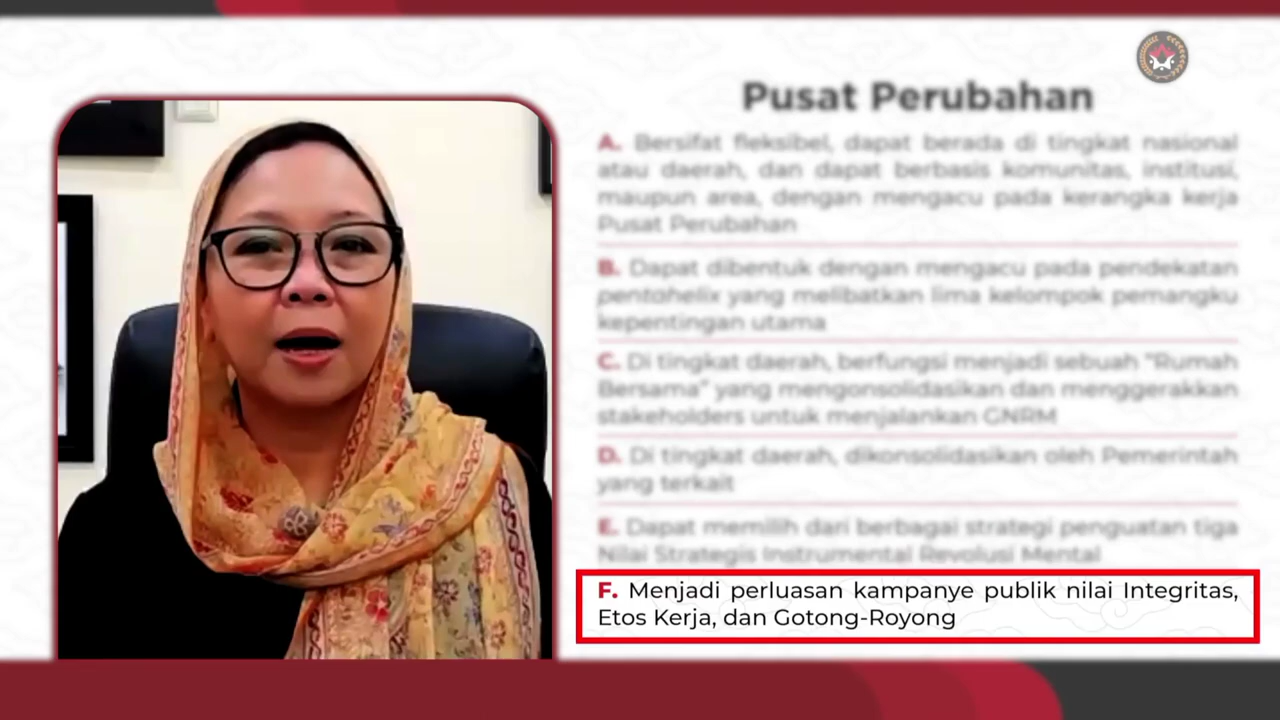 Pusat Perubahan
A. Bersifat fleksibel, dapat berada di tingkat nasional
atau daerah, dan dapat berbasis komunitas, institusi,
maupun area, dengan mengacu pada kerangka kerja
Pusat Perubahan
B. Dapat dibentuk dengan mengacu pada pendekatan
pentahelix yang melibatkan lima kelompok pemangku
kepentingan utama
C. Di tingkat daerah, berfungsi menjadi sebuah "Rumah
Bersama" yang mengonsolidasikan dan menggerakkan
stakeholders untuk menjalankan GNRM
D. Di tingkat daerah, dikonsolidasikan oleh Pemerintah
yang terkait
E. Dapat memilih dari berbagai strategi penguatan tiga
Nilai Strategis Instrumental Revolusi Mental
F. Menjadi perluasan kampanye publik nilai Integritas,
Etos Kerja, dan Gotong-Royong